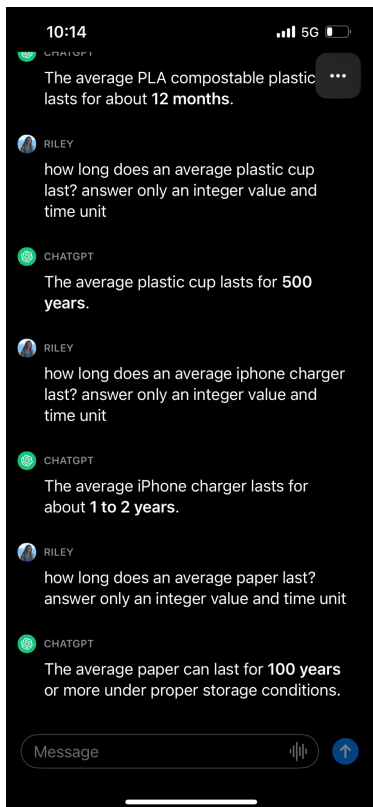 10:14
5G
CHATGPT
The average PLA compostable plastic
lasts for about 12 months.
RILEY
how long does an average plastic cup
last? answer only an integer value and
time unit
CHATGPT
The average plastic cup lasts for 500
years.
RILEY
how long does an average iphone charger
last? answer only an integer value and
time unit
CHATGPT
The average iPhone charger lasts for
about 1 to 2 years.
RILEY
how long does an average paper last?
answer only an integer value and time unit
CHATGPT
The average paper can last for 100 years
or more under proper storage conditions.
Message